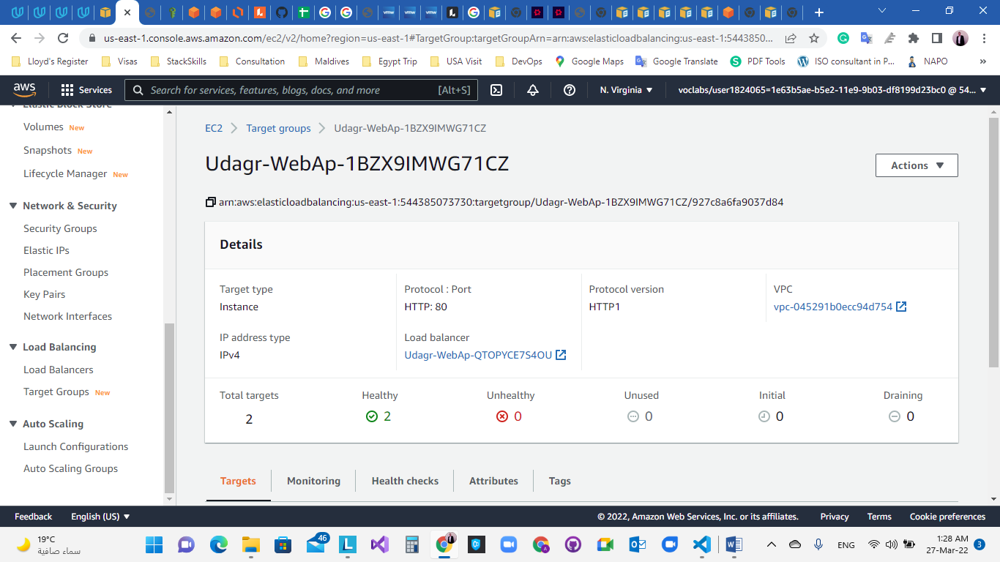 us-east-1.console.aws.amazon.com/ec2/v2/home?region=us-east-1#TargetGroup:targetGroupArn=arn:aws:elasticloadbalancing:us-east-1:5443850...
Lloyd's Register Visas StackSkills Consultation Maldives Egypt Trip USA Visit DevOps Google Maps Google Translate PDF Tools ISO consultant in P... NAPO »
aws Services Search for services, features, blogs, docs, and more [Alt+S] N. Virginia voclabs/user1824065=1e63b5ae-b5e2-11e9-9b03-df8199d23bc0 @ 54...
Elastic Block Store
Volumes New
Snapshots New
Lifecycle Manager New
Network & Security
Security Groups
Elastic IPs
Placement Groups
Key Pairs
Network Interfaces
Load Balancing
Load Balancers
Target Groups New
Auto Scaling
Launch Configurations
Auto Scaling Groups
EC2 Target groups Udagr-WebAp-1BZX9IMWG71CZ
Udagr-WebAp-1BZX9IMWG71CZ
Actions
arn:aws:elasticloadbalancing:us-east-1:544385073730:targetgroup/Udagr-WebAp-1BZX9IMWG71CZ/927c8a6fa9037d84
Details
Target type Protocol : Port Protocol version VPC
Instance HTTP: 80 HTTP1 vpc-045291b0ecc94d754
IP address type Load balancer
IPv4 Udagr-WebAp-QTOPYCE7S4OU
Total targets Healthy Unhealthy Unused Initial Draining
2 2 0 0 0 0
Targets Monitoring Health checks Attributes Tags
Feedback English (US) © 2022, Amazon Web Services, Inc. or its affiliates. Privacy Terms Cookie preferences
19°C
سماء صافية
46
ENG
1:28 AM
27-Mar-22
3